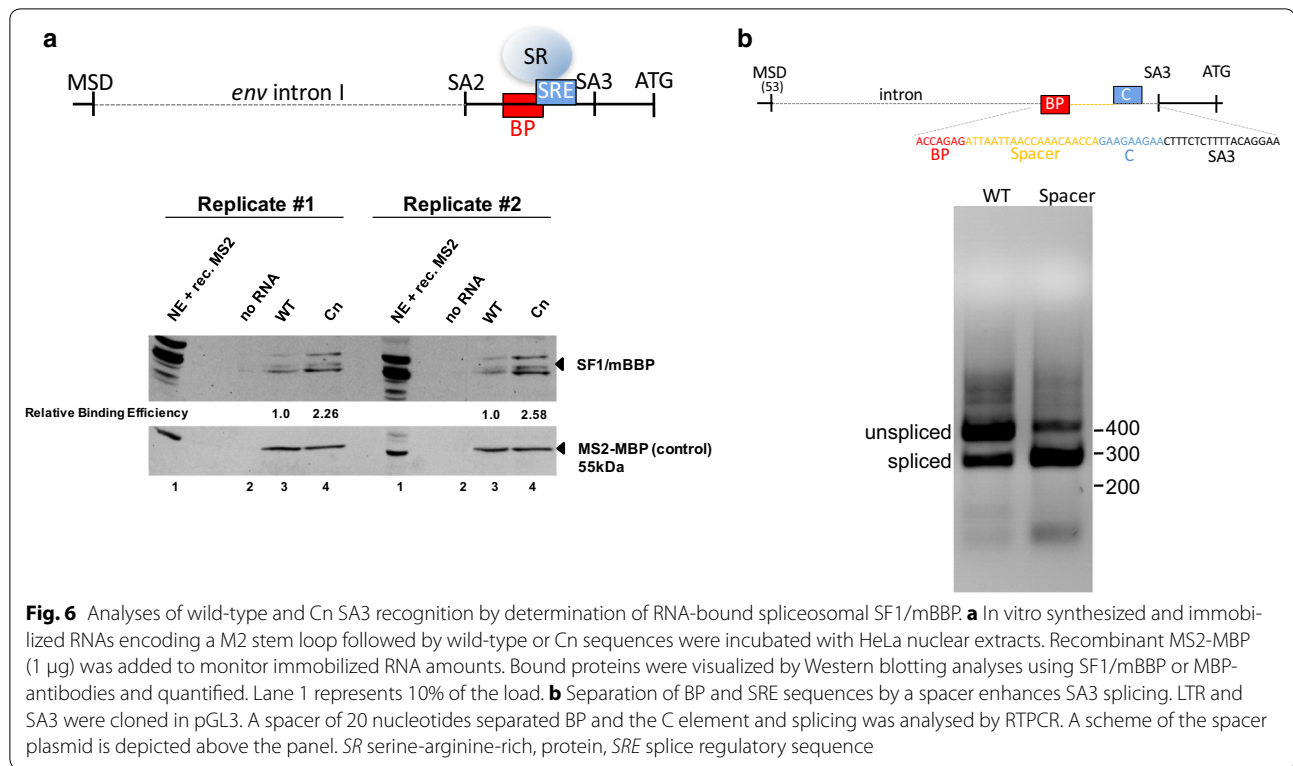 a
SR
MSD
env intron I
SA2
SRE
SA3
ATG
BP
Replicate #1
Replicate #2
NE + rec. MS2
no RNA
WT
Cn
NE + rec. MS2
no RNA
WT
Cn
SF1/mBBP
Relative Binding Efficiency
1.0
2.26
1.0
2.58
MS2-MBP (control)
55kDa
1
2
3
4
1
2
3
4
b
MSD
(53)
intron
BP
C
SA3
ATG
ACCAGAGATTAATTAACCAAACAACCAGAAGAAGAACTTTCTCTTTTACAGGAA
BP
Spacer
C
SA3
WT
Spacer
unspliced
spliced
400
300
200
Fig. 6 Analyses of wild-type and Cn SA3 recognition by determination of RNA-bound spliceosomal SF1/mBBP. a In vitro synthesized and immobi-
lized RNAs encoding a M2 stem loop followed by wild-type or Cn sequences were incubated with HeLa nuclear extracts. Recombinant MS2-MBP
(1 μg) was added to monitor immobilized RNA amounts. Bound proteins were visualized by Western blotting analyses using SF1/mBBP or MBP-
antibodies and quantified. Lane 1 represents 10% of the load. b Separation of BP and SRE sequences by a spacer enhances SA3 splicing. LTR and
SA3 were cloned in pGL3. A spacer of 20 nucleotides separated BP and the C element and splicing was analysed by RTPCR. A scheme of the spacer
plasmid is depicted above the panel. SR serine-arginine-rich, protein, SRE splice regulatory sequence